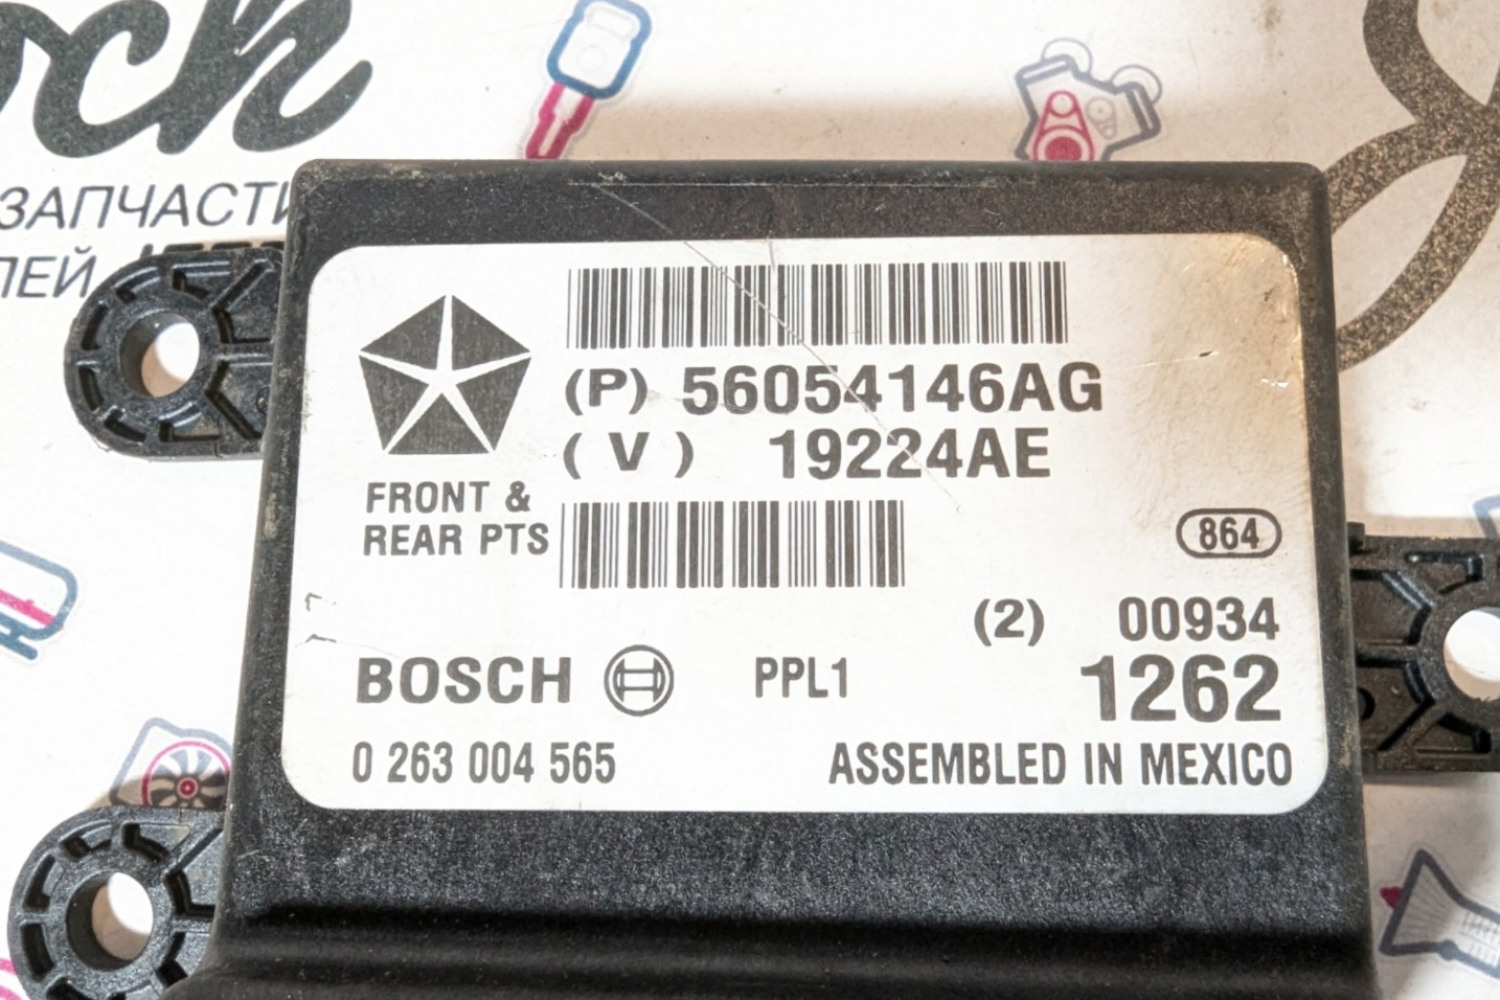 ЗАПЧАСТИ
(P) 56054146AG
(V) 19224AE
FRONT &
REAR PTS
864
(2) 00934
BOSCH PPL1 1262
0 263 004 565 ASSEMBLED IN MEXICO